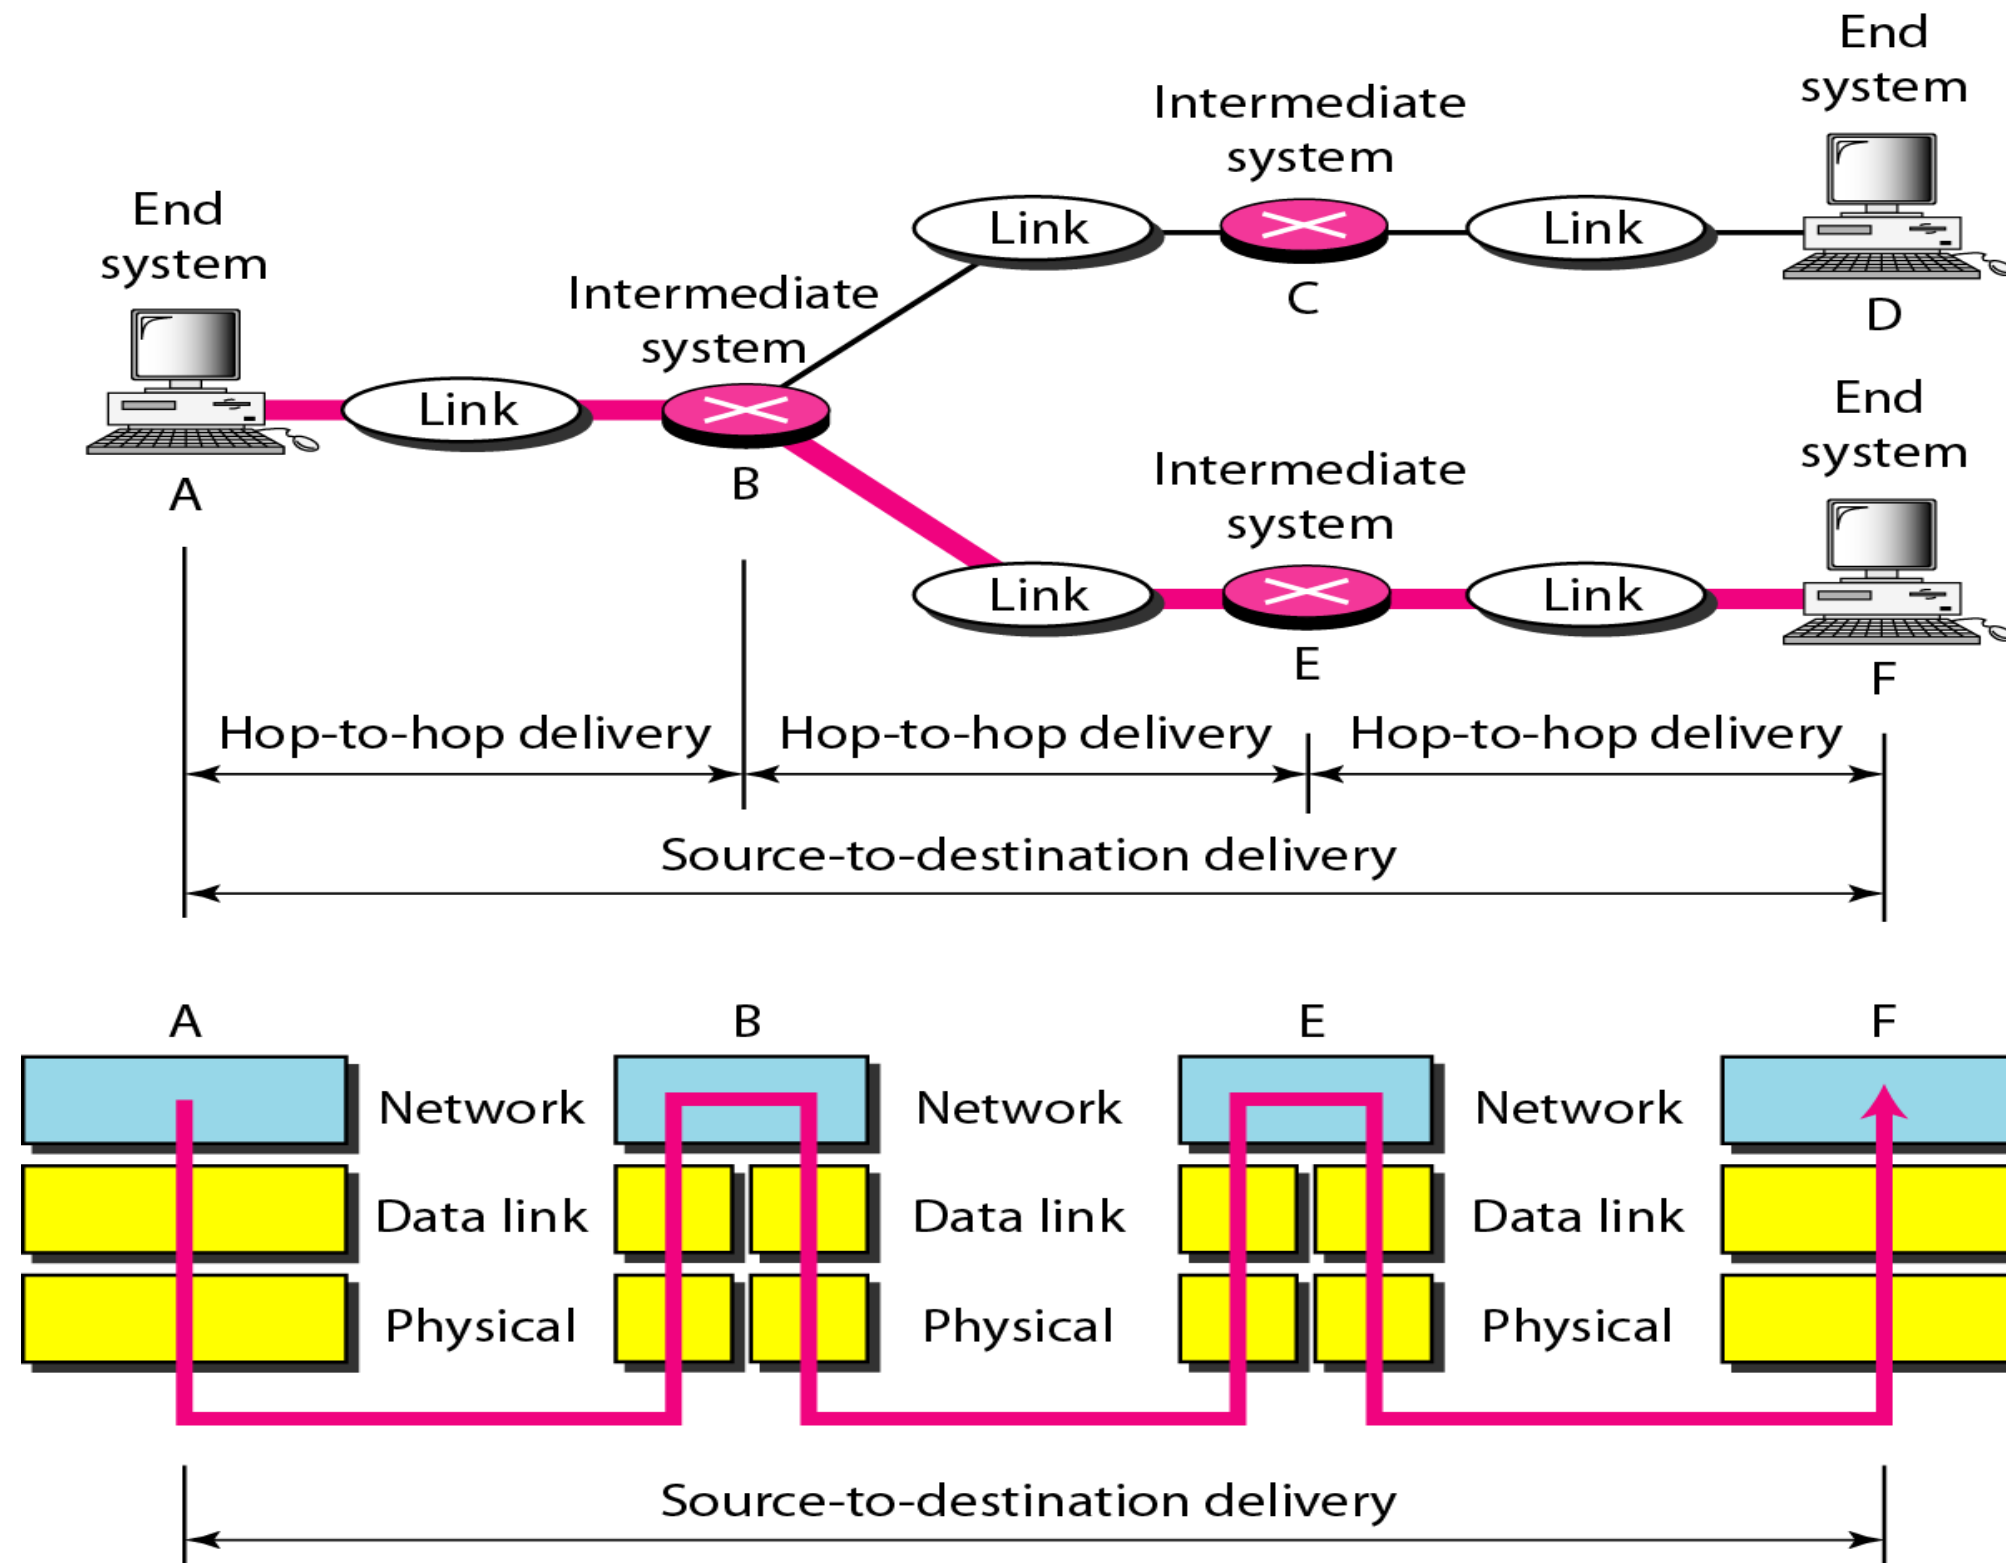 End
system
Intermediate
system
End
system
Link
Link
Intermediate
system
C
D
Link
End
system
A
B
Intermediate
system
Link
Link
E
F
Hop-to-hop delivery
Hop-to-hop delivery
Hop-to-hop delivery
Source-to-destination delivery
A
B
E
F
Network
Network
Network
Data link
Data link
Data link
Physical
Physical
Physical
Source-to-destination delivery